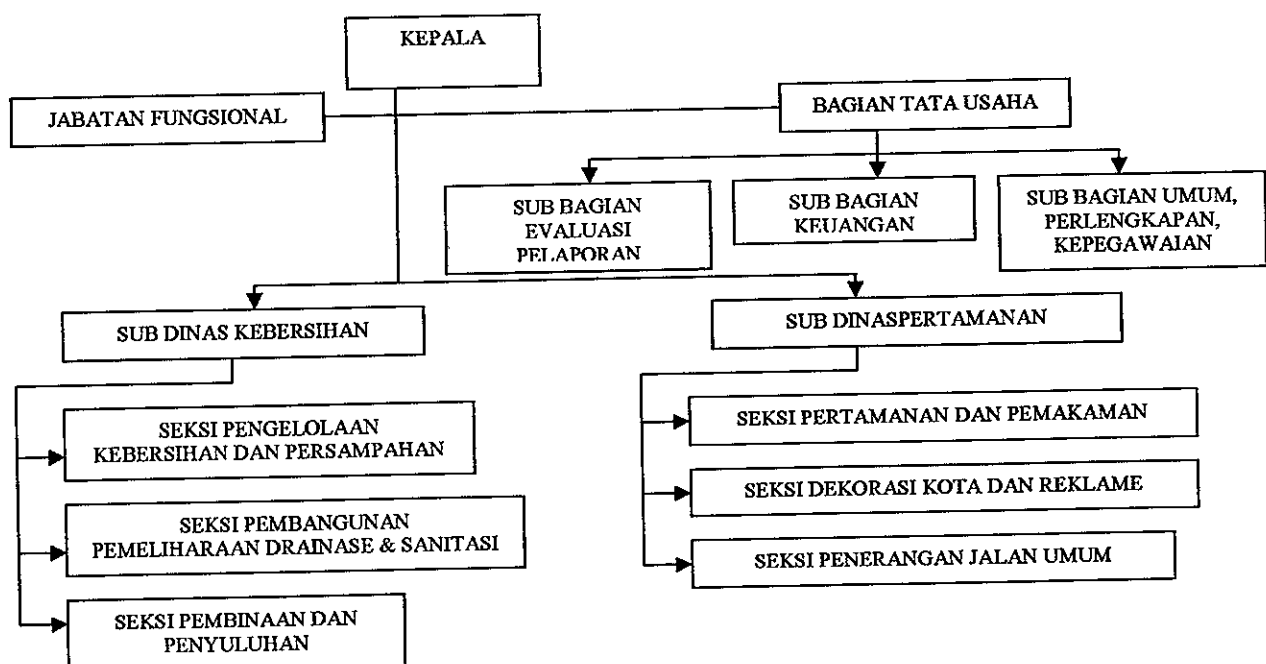 KEPALA
JABATAN FUNGSIONAL
BAGIAN TATA USAHA
SUB BAGIAN
EVALUASI
PELAPORAN
SUB BAGIAN
KEUANGAN
SUB BAGIAN UMUM,
PERLENGKAPAN,
KEPEGAWAIAN
SUB DINAS KEBERSIHAN
SUB DINASPERTAMANAN
SEKSI PENGELOLAAN
KEBERSIHAN DAN PERSAMPAHAN
SEKSI PEMBANGUNAN
PEMELIHARAAN DRAINASE & SANITASI
SEKSI PEMBINAAN DAN
PENYULUHAN
SEKSI PERTAMANAN DAN PEMAKAMAN
SEKSI DEKORASI KOTA DAN REKLAME
SEKSI PENERANGAN JALAN UMUM